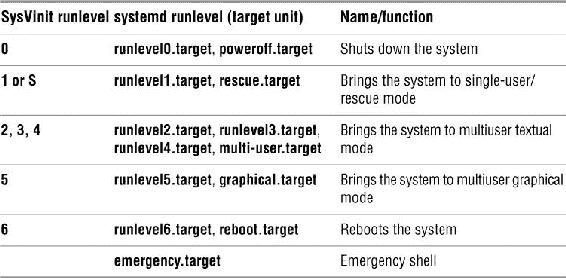 SysVinit runlevel systemd runlevel (target unit) Name/function
0 runlevel0.target, poweroff.target Shuts down the system
1 or S runlevel1.target, rescue.target Brings the system to single-user/
rescue mode
2, 3, 4 runlevel2.target, runlevel3.target, Brings the system to multiuser textual
runlevel4.target, multi-user.target mode
5 runlevel5.target, graphical.target Brings the system to multiuser graphical
mode
6 runlevel6.target, reboot.target Reboots the system
emergency.target Emergency shell